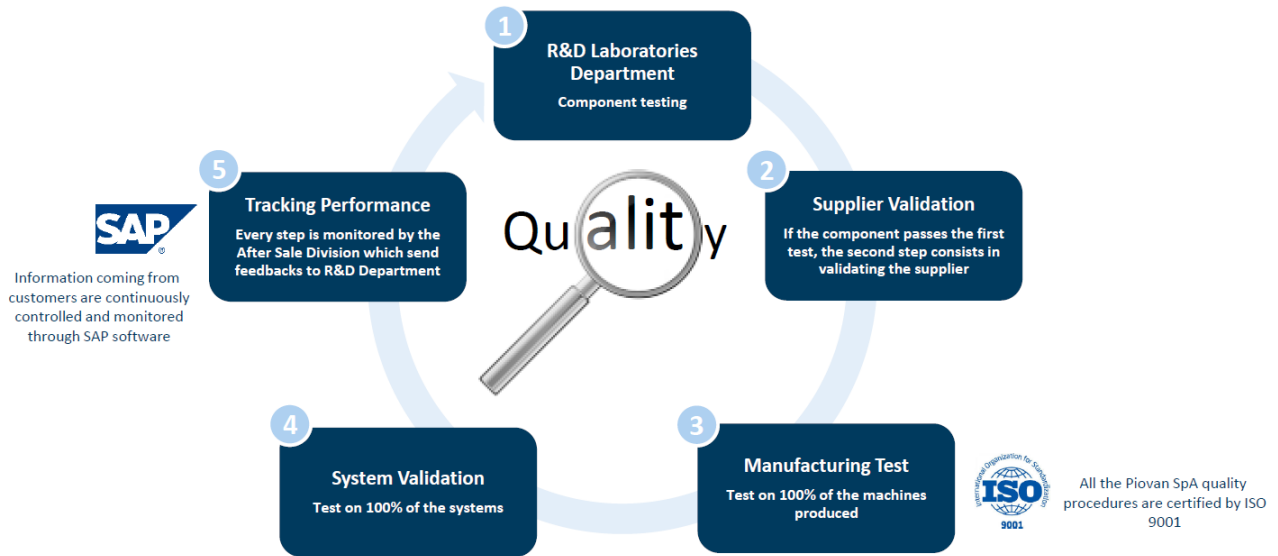 1
R&D Laboratories
Department
Component testing
2
Supplier Validation
If the component passes the first
test, the second step consists in
validating the supplier
3
Manufacturing Test
Test on 100% of the machines
produced
International Organization for Standardization
ISO
9001
All the Piovan SpA quality
procedures are certified by ISO
9001
4
System Validation
Test on 100% of the systems
5
Tracking Performance
Every step is monitored by the
After Sale Division which send
feedbacks to R&D Department
SAP
®
Information coming from
customers are continuously
controlled and monitored
through SAP software
Quality